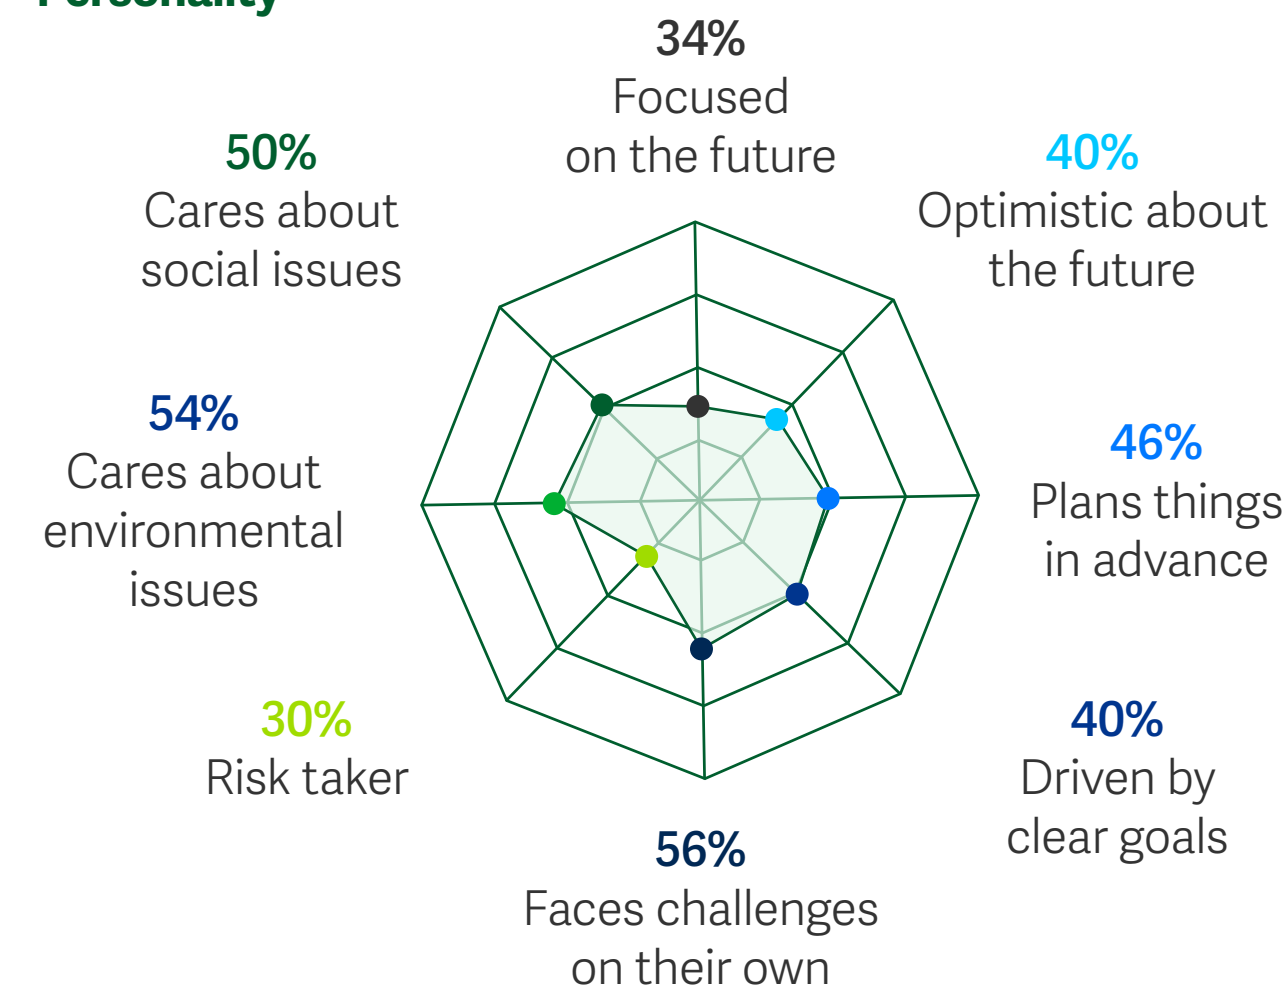 Personality
34%
Focused
on the future
50%
Cares about
social issues
40%
Optimistic about
the future
54%
Cares about
environmental
issues
46%
Plans things
in advance
30%
Risk taker
40%
Driven by
clear goals
56%
Faces challenges
on their own